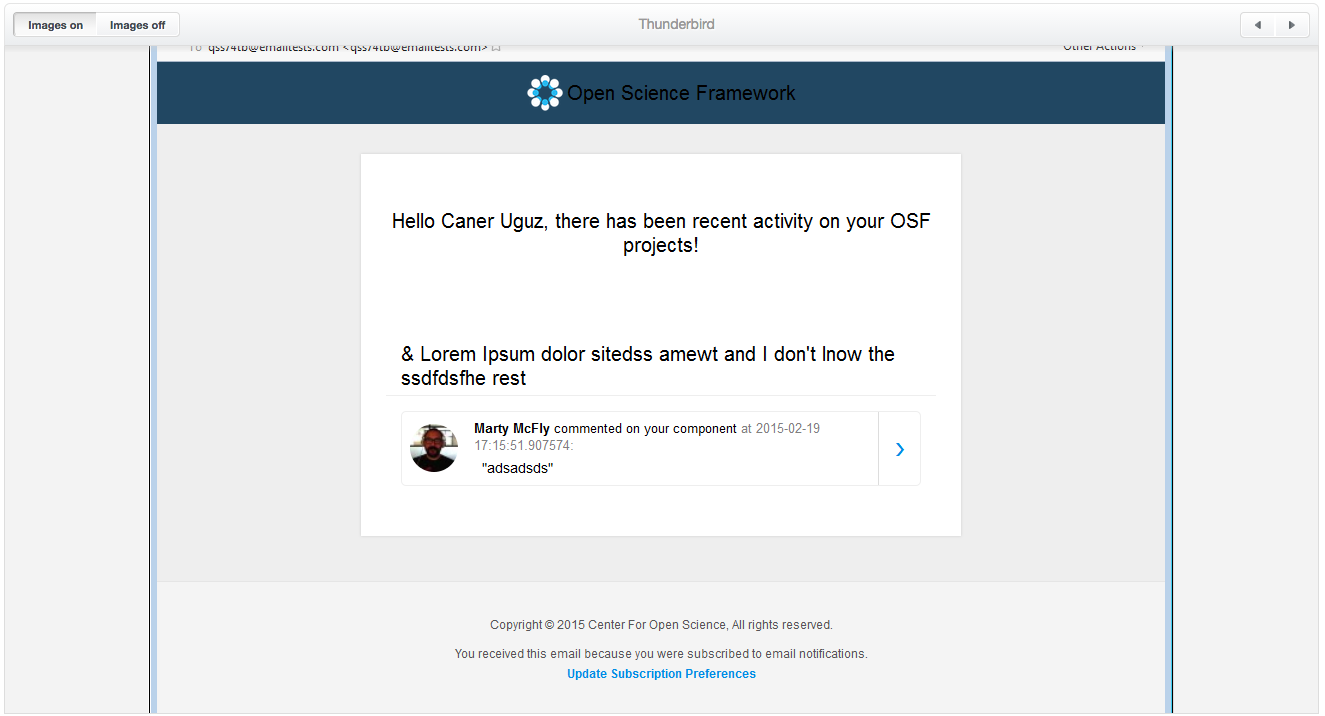 Images on Images off Thunderbird
To qss74tb@emailtests.com <qss74tb@emailtests.com> Other Actions
Open Science Framework
Hello Caner Uguz, there has been recent activity on your OSF
projects!
& Lorem Ipsum dolor sitedss amewt and I don't lnow the
ssdfdsfhe rest
Marty McFly commented on your component at 2015-02-19
17:15:51.907574:
"adsadsds"
Copyright © 2015 Center For Open Science, All rights reserved.
You received this email because you were subscribed to email notifications.
Update Subscription Preferences